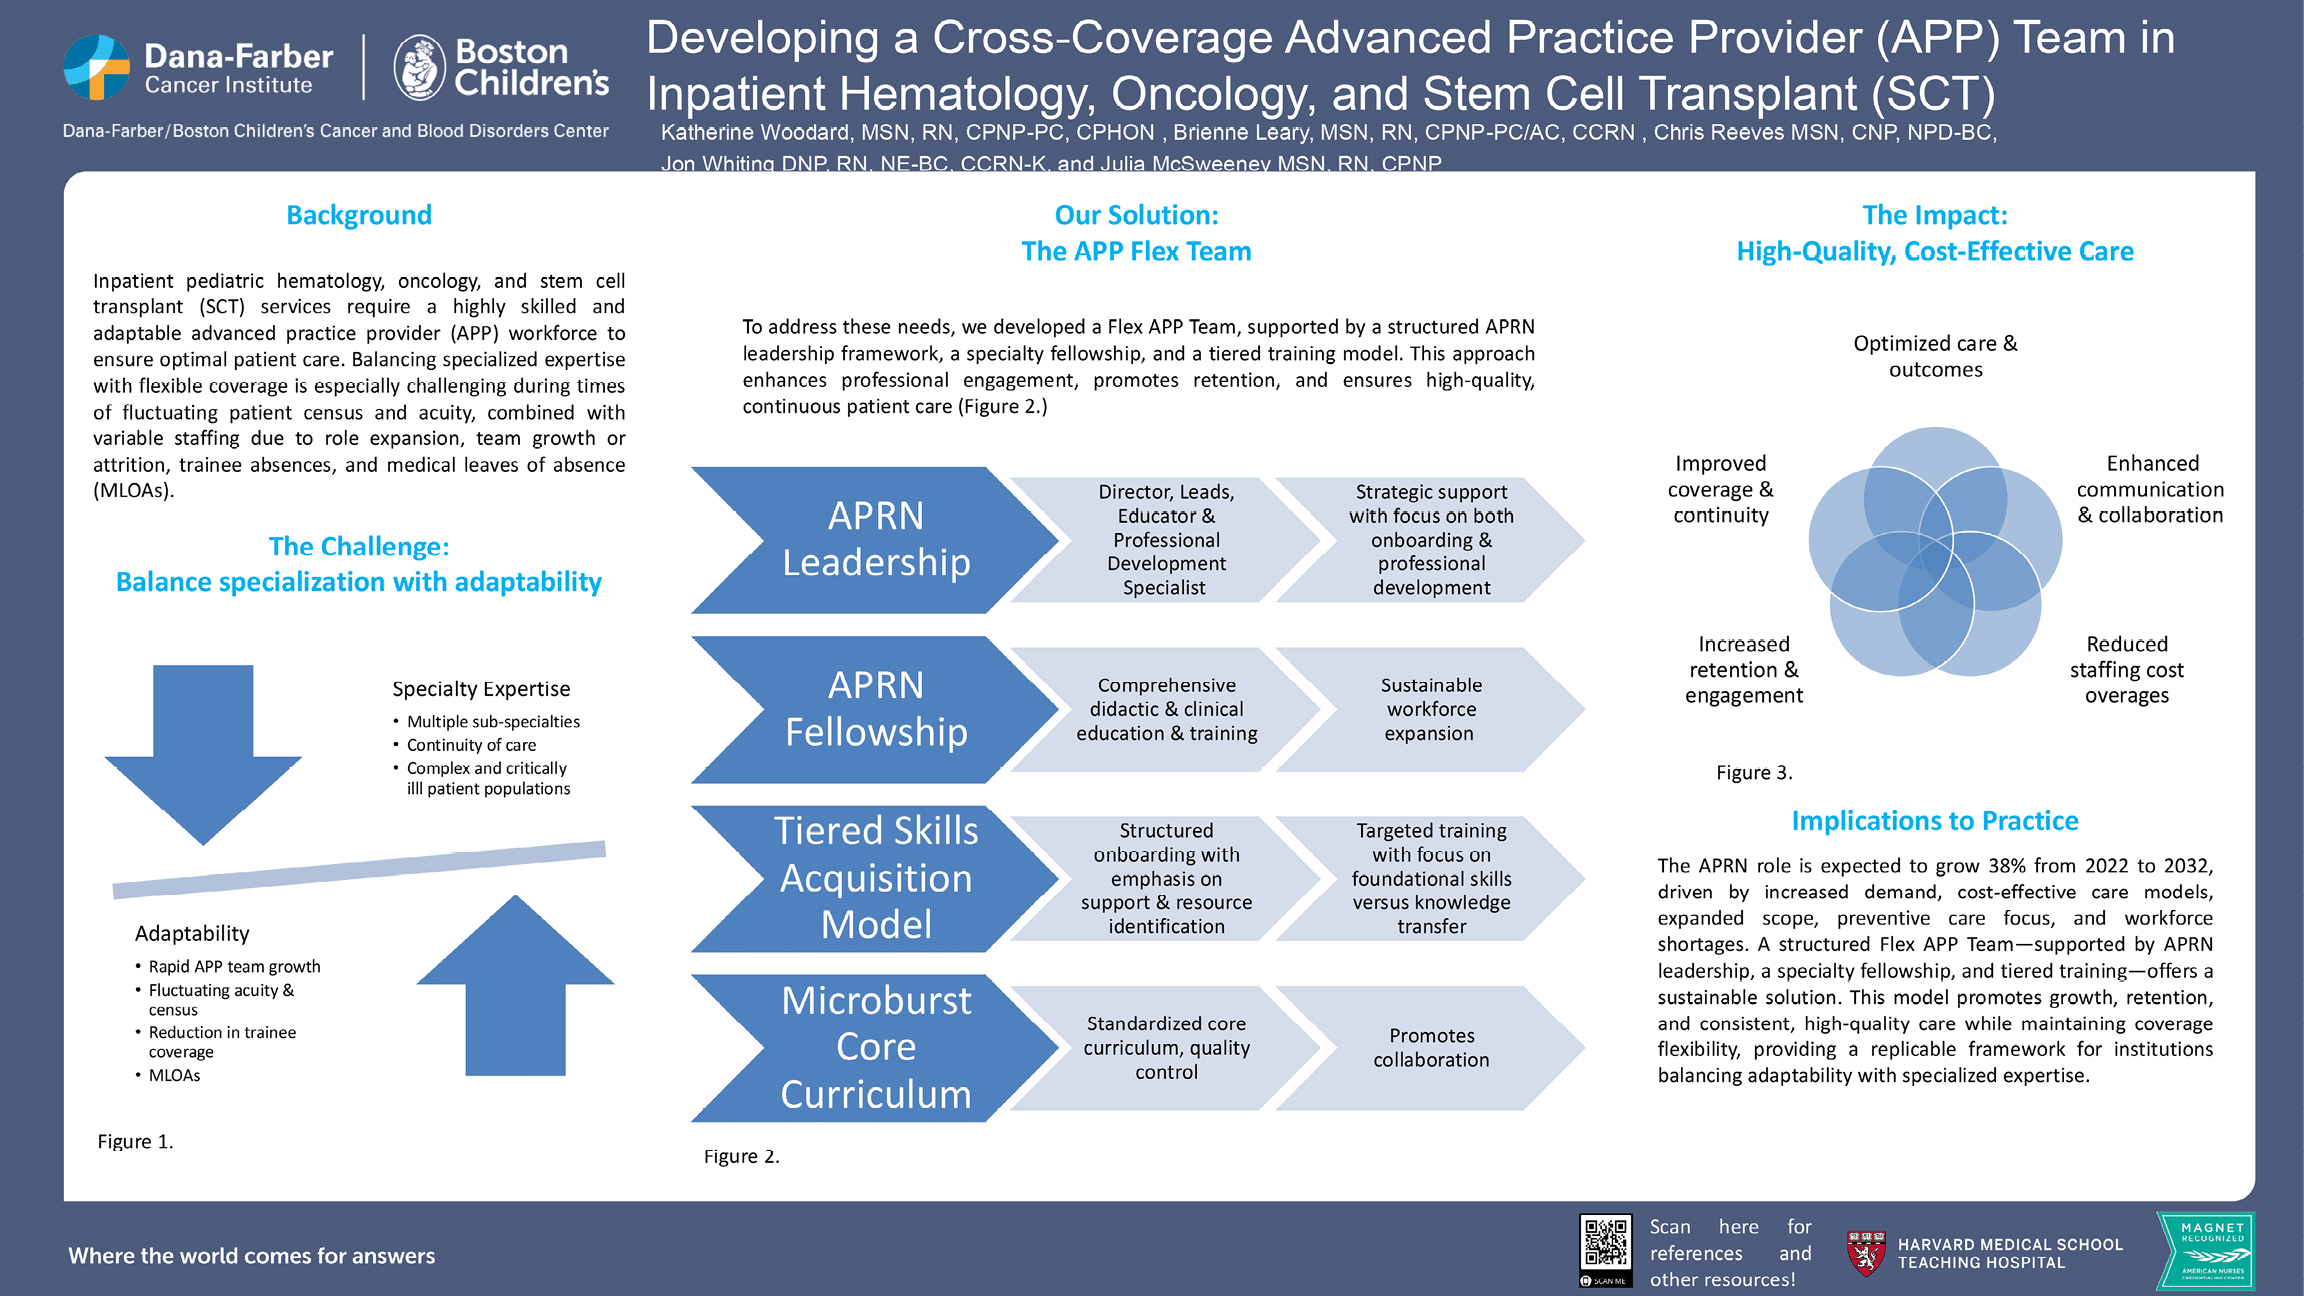 Dana-Farber
Cancer Institute
Boston
Children's
Dana-Farber/Boston Children's Cancer and Blood Disorders Center
Developing a Cross-Coverage Advanced Practice Provider (APP) Team in
Inpatient Hematology, Oncology, and Stem Cell Transplant (SCT)
Katherine Woodard, MSN, RN, CPNP-PC, CPHON , Brienne Leary, MSN, RN, CPNP-PC/AC, CCRN , Chris Reeves MSN, CNP, NPD-BC,
Jon Whiting DNP, RN, NE-BC, CCRN-K, and Julia McSweeney MSN, RN, CPNP
Background
Inpatient pediatric hematology, oncology, and stem cell
transplant (SCT) services require a highly skilled and
adaptable advanced practice provider (APP) workforce to
ensure optimal patient care. Balancing specialized expertise
with flexible coverage is especially challenging during times
of fluctuating patient census and acuity, combined with
variable staffing due to role expansion, team growth or
attrition, trainee absences, and medical leaves of absence
(MLOAs).
The Challenge:
Balance specialization with adaptability
Specialty Expertise
• Multiple sub-specialties
• Continuity of care
• Complex and critically
illl patient populations
Adaptability
• Rapid APP team growth
• Fluctuating acuity &
census
• Reduction in trainee
coverage
• MLOAs
Figure 1.
Our Solution:
The APP Flex Team
To address these needs, we developed a Flex APP Team, supported by a structured APRN
leadership framework, a specialty fellowship, and a tiered training model. This approach
enhances professional engagement, promotes retention, and ensures high-quality,
continuous patient care (Figure 2.)
APRN
Leadership
Director, Leads,
Educator &
Professional
Development
Specialist
Strategic support
with focus on both
onboarding &
professional
development
APRN
Fellowship
Comprehensive
didactic & clinical
education & training
Sustainable
workforce
expansion
Tiered Skills
Acquisition
Model
Structured
onboarding with
emphasis on
support & resource
identification
Targeted training
with focus on
foundational skills
versus knowledge
transfer
Microburst
Core
Curriculum
Standardized core
curriculum, quality
control
Promotes
collaboration
Figure 2.
The Impact:
High-Quality, Cost-Effective Care
Optimized care &
outcomes
Improved
coverage &
continuity
Enhanced
communication
& collaboration
Increased
retention &
engagement
Reduced
staffing cost
overages
Figure 3.
Implications to Practice
The APRN role is expected to grow 38% from 2022 to 2032,
driven by increased demand, cost-effective care models,
expanded scope, preventive care focus, and workforce
shortages. A structured Flex APP Team—supported by APRN
leadership, a specialty fellowship, and tiered training—offers a
sustainable solution. This model promotes growth, retention,
and consistent, high-quality care while maintaining coverage
flexibility, providing a replicable framework for institutions
balancing adaptability with specialized expertise.
Where the world comes for answers
SCAN ME
Scan here for
references and
other resources!
HARVARD MEDICAL SCHOOL
TEACHING HOSPITAL
MAGNET
RECOGNIZED
AMERICAN NURSES
CREDENTIALING CENTER